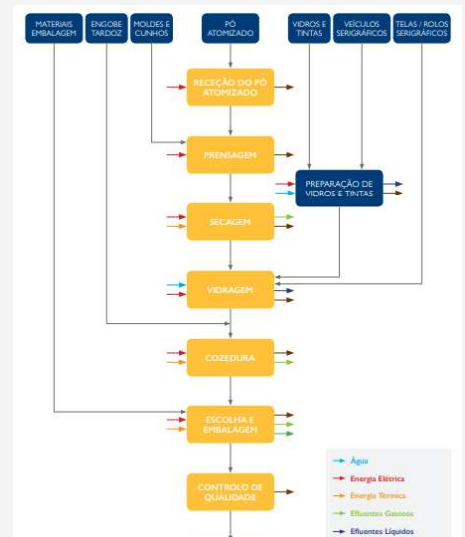 MATERIAIS
EMBALAGEM
ENGOBE
TARDOZ
MOLDES E
CUNHOS
PÓ
ATOMIZADO
VIDROS E
TINTAS
VEÍCULOS
SERIGRÁFICOS
TELAS / ROLOS
SERIGRÁFICOS
RECEÇÃO DO PÓ
ATOMIZADO
PRENSAGEM
PREPARAÇÃO DE
VIDROS E TINTAS
SECAGEM
VIDRAGEM
COZEDURA
ESCOLHA E
EMBALAGEM
CONTROLO DE
QUALIDADE
Água
Energia Elétrica
Energia Térmica
Efluentes Gasosos
Efluentes Líquidos